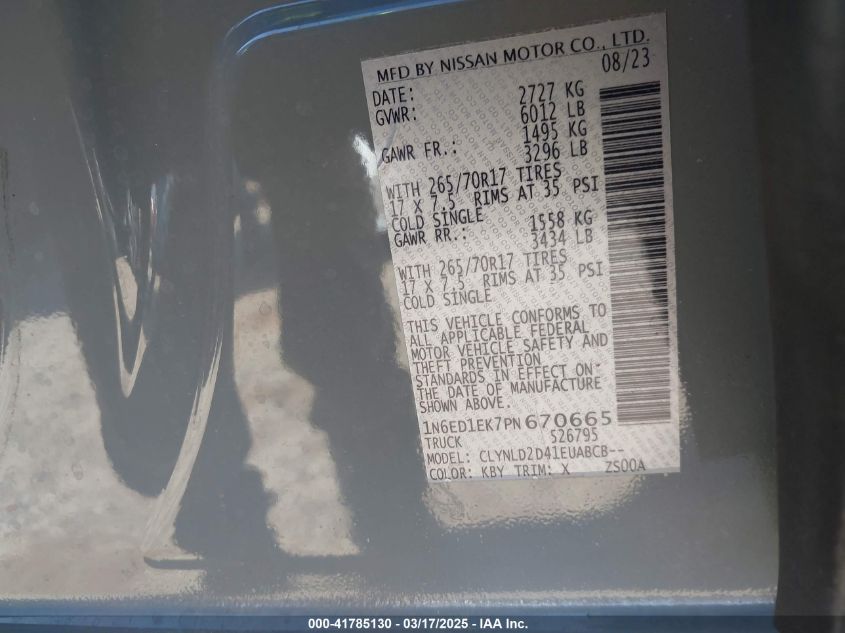 MFD BY NISSAN MOTOR CO., LTD.
DATE: 08/23
GVWR: 2727 KG
6012 LB
GAWR FR.: 1495 KG
3296 LB
WITH 265/70R17 TIRES
17 X 7.5 RIMS AT 35 PSI
COLD SINGLE
GAWR RR.: 1558 KG
3434 LB
WITH 265/70R17 TIRES
17 X 7.5 RIMS AT 35 PSI
COLD SINGLE
THIS VEHICLE CONFORMS TO
ALL APPLICABLE FEDERAL
MOTOR VEHICLE SAFETY AND
THEFT PREVENTION
STANDARDS IN EFFECT ON
THE DATE OF MANUFACTURE
SHOWN ABOVE.
1N6ED1EK7PN670665
TRUCK 526795
MODEL: CLYNLD2D41EUABCB--
COLOR: KBY TRIM: X ZS00A
000-41785130 - 03/17/2025 - IAA Inc.